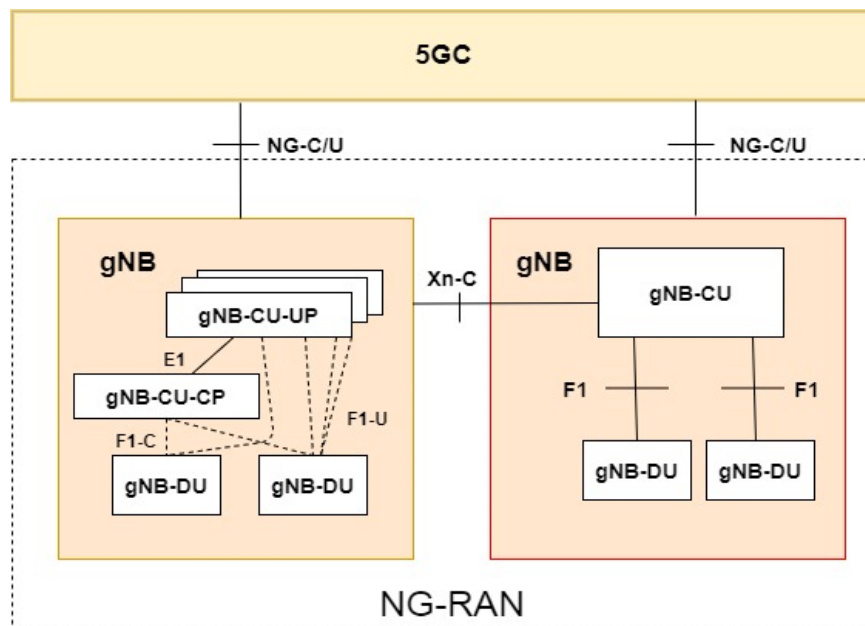 5GC
NG-C/U
NG-C/U
gNB
gNB-CU-UP
E1
gNB-CU-CP
F1-U
F1-C
gNB-DU
gNB-DU
Xn-C
gNB
gNB-CU
F1
F1
gNB-DU
gNB-DU
NG-RAN